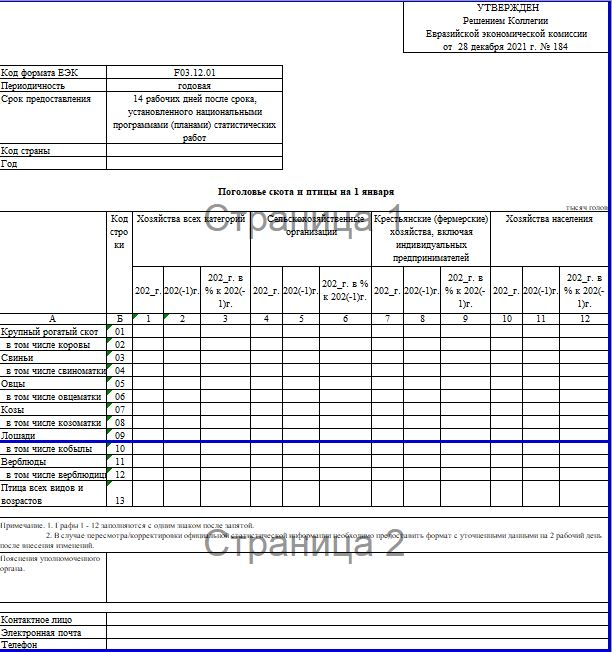 УТВЕРЖДЕН
Решением Коллегии
Евразийской экономической комиссии
от 28 декабря 2021 г. № 184
Код формата ЕЭК F03.12.01
Периодичность годовая
Срок предоставления 14 рабочих дней после срока,
установленного национальными
программами (планами) статистических
работ
Код страны
Год
Поголовье скота и птицы на 1 января
тысяч голов
Страница 1
Код
стро
ки
Хозяйства всех категорий
Сельскохозяйственные
организации
Крестьянские (фермерские)
хозяйства, включая
индивидуальных
предпринимателей
Хозяйства населения
202_г. 202(-1)г. 202_г. в
% к 202(-
1)г.
202_г. 202(-1)г. 202_г. в %
к 202(-1)г.
202_г. 202(-1)г. 202_г. в
% к 202(-
1)г.
202_г. 202(-1)г. 202_г. в
% к 202(-
1)г.
А Б 1 2 3 4 5 6 7 8 9 10 11 12
Крупный рогатый скот 01
в том числе коровы 02
Свиньи 03
в том числе свиноматки 04
Овцы 05
в том числе овцематки 06
Козы 07
в том числе козоматки 08
Лошади 09
в том числе кобылы 10
Верблюды 11
в том числе верблюдиц 12
Птица всех видов и
возрастов 13
Примечание. 1. Графы 1 - 12 заполняются с одним знаком после запятой.
2. В случае пересмотра/корректировки официальной статистической информации необходимо предоставить формат с уточненными данными на 2 рабочий день
после внесения изменений.
Страница 2
Пояснения уполномоченного
органа.
Контактное лицо
Электронная почта
Телефон